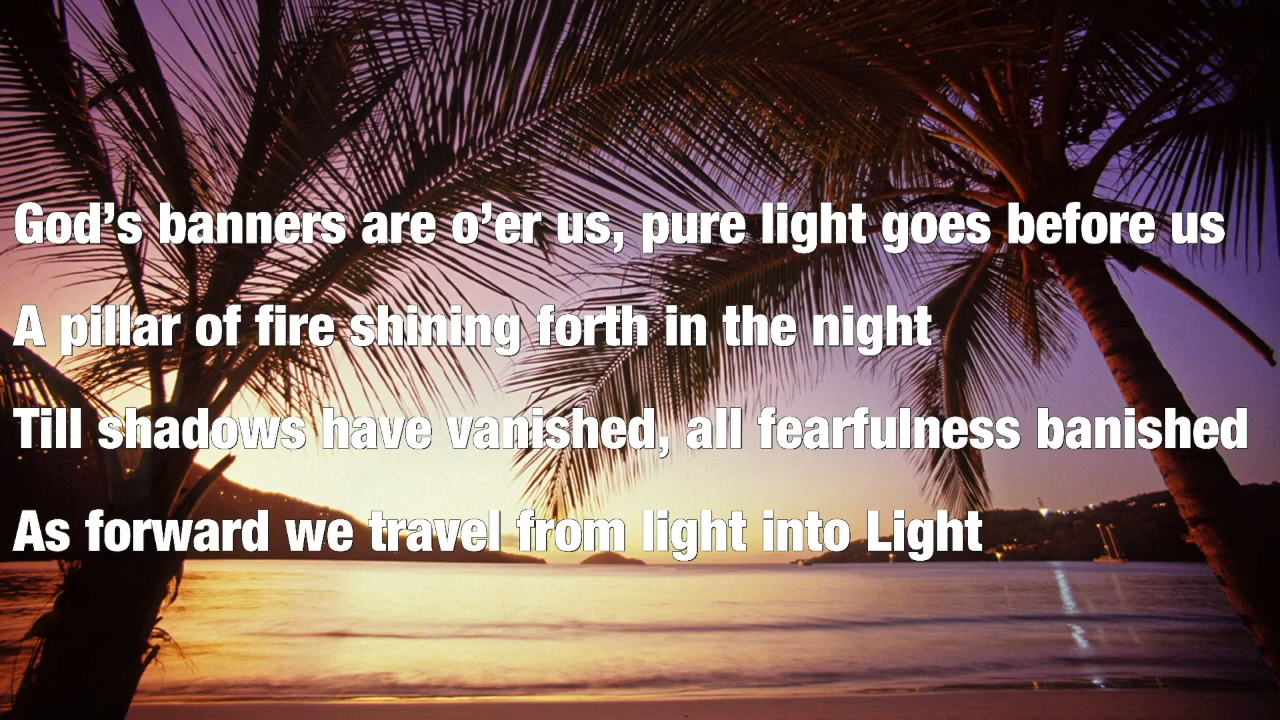 God’s banners are o’er us, pure light goes before us
A pillar of fire shining forth in the night
Till shadows have vanished, all fearfulness banished
As forward we travel from light into Light